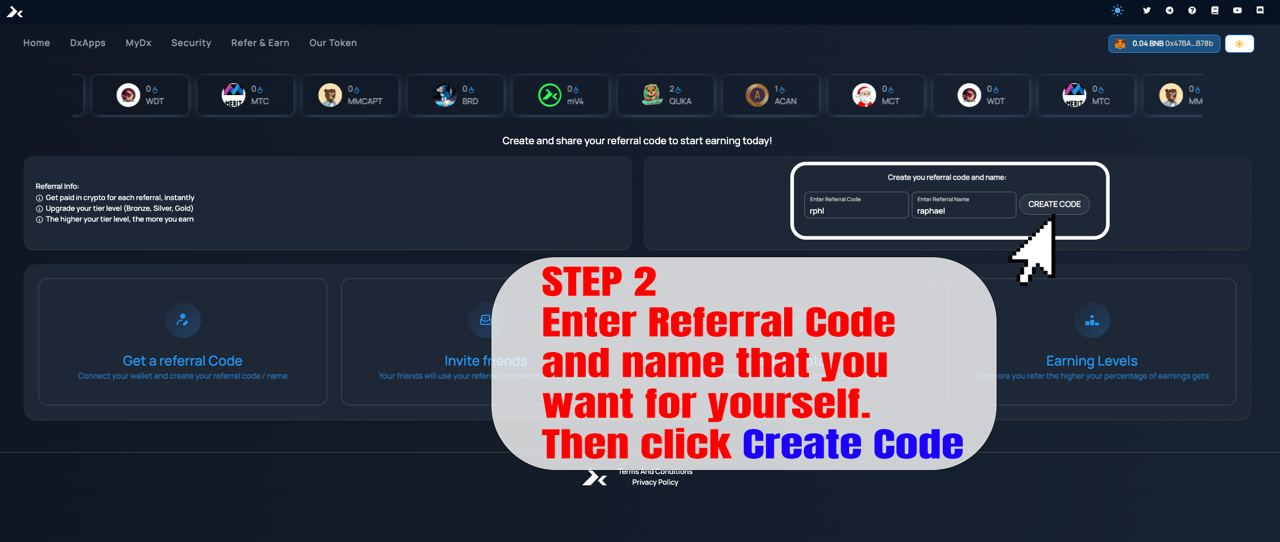 Home DxApps MyDx Security Refer & Earn Our Token
0.04 BNB 0x47BA...B78b
0 WDT
0 MTC
0 MMCAPT
0 BRD
0 mV4
2 QUKA
1 ACAN
0 MCT
0 WDT
0 MTC
0 MM
Create and share your referral code to start earning today!
Referral Info:
Get paid in crypto for each referral, instantly
Upgrade your tier level (Bronze, Silver, Gold)
The higher your tier level, the more you earn
Create you referral code and name:
Enter Referral Code
rphl
Enter Referral Name
raphael
CREATE CODE
STEP 2
Enter Referral Code
and name that you
want for yourself.
Then click Create Code
Get a referral Code
Connect your wallet and create your referral code / name
Invite friends
Your friends will use your referral code
Earning Levels
more you refer the higher your percentage of earnings gets
Terms And Conditions
Privacy Policy